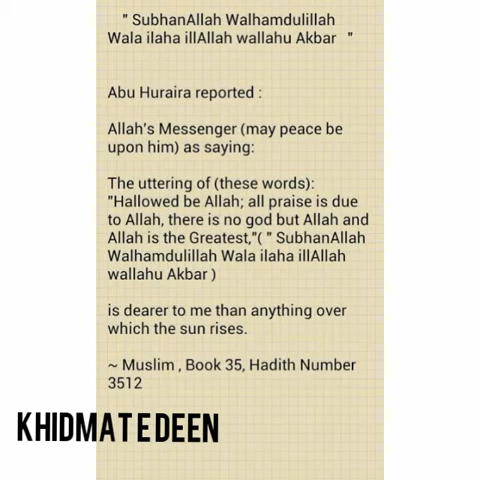 " SubhanAllah Walhamdulillah
Wala ilaha illAllah wallahu Akbar "
Abu Huraira reported :
Allah's Messenger (may peace be
upon him) as saying:
The uttering of (these words):
"Hallowed be Allah; all praise is due
to Allah, there is no god but Allah and
Allah is the Greatest,"( " SubhanAllah
Walhamdulillah Wala ilaha illAllah
wallahu Akbar )
is dearer to me than anything over
which the sun rises.
~ Muslim , Book 35, Hadith Number
3512
KHIDMATE DEEN